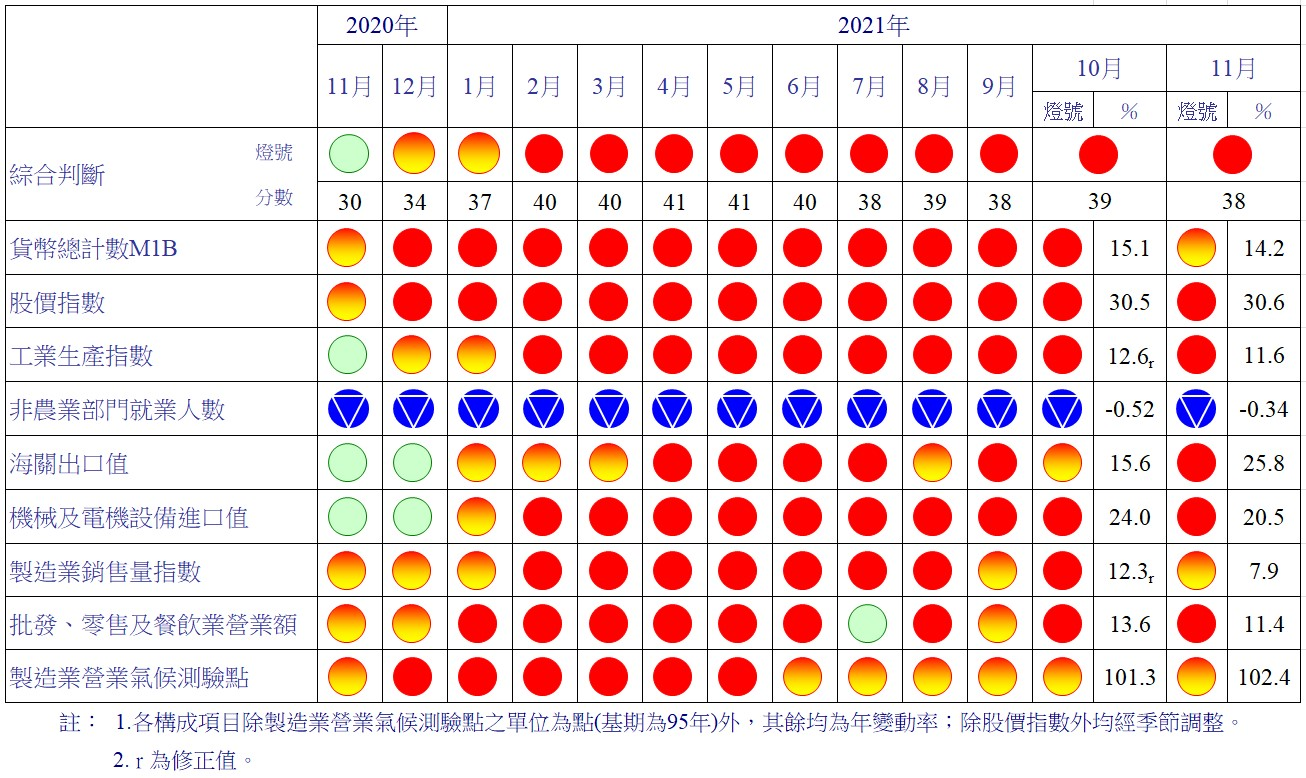 2020年 2021年
11月 12月 1月 2月 3月 4月 5月 6月 7月 8月 9月 10月 11月
燈號 % 燈號 %
綜合判斷 燈號
分數 30 34 37 40 40 41 41 40 38 39 38 39 38
貨幣總計數M1B 15.1 14.2
股價指數 30.5 30.6
工業生產指數 12.6r 11.6
非農業部門就業人數 -0.52 -0.34
海關出口值 15.6 25.8
機械及電機設備進口值 24.0 20.5
製造業銷售量指數 12.3r 7.9
批發、零售及餐飲業營業額 13.6 11.4
製造業營業氣候測驗點 101.3 102.4
註： 1.各構成項目除製造業營業氣候測驗點之單位為點(基期為95年)外，其餘均為年變動率；除股價指數外均經季節調整。
2. r 為修正值。